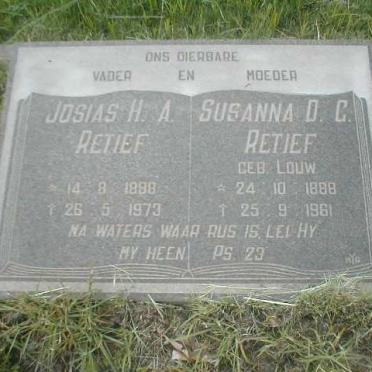 ONS DIERBARE
VADER EN MOEDER
JOSIAS H. A.
RETIEF
* 14 · 8 · 1898
† 26 · 5 · 1973
SUSANNA D. C.
RETIEF
GEB. LOUW
* 24 · 10 · 1898
† 25 · 9 · 1961
NA WATERS WAAR RUS IS, LEI HY
MY HEEN PS. 23